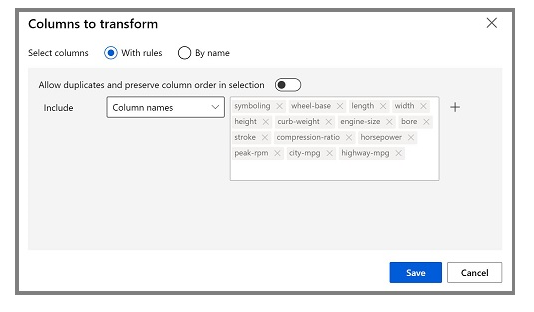 Columns to transform
Select columns With rules By name
Allow duplicates and preserve column order in selection
Include Column names symboling wheel-base length width
height curb-weight engine-size bore
stroke compression-ratio horsepower
peak-rpm city-mpg highway-mpg
Save Cancel